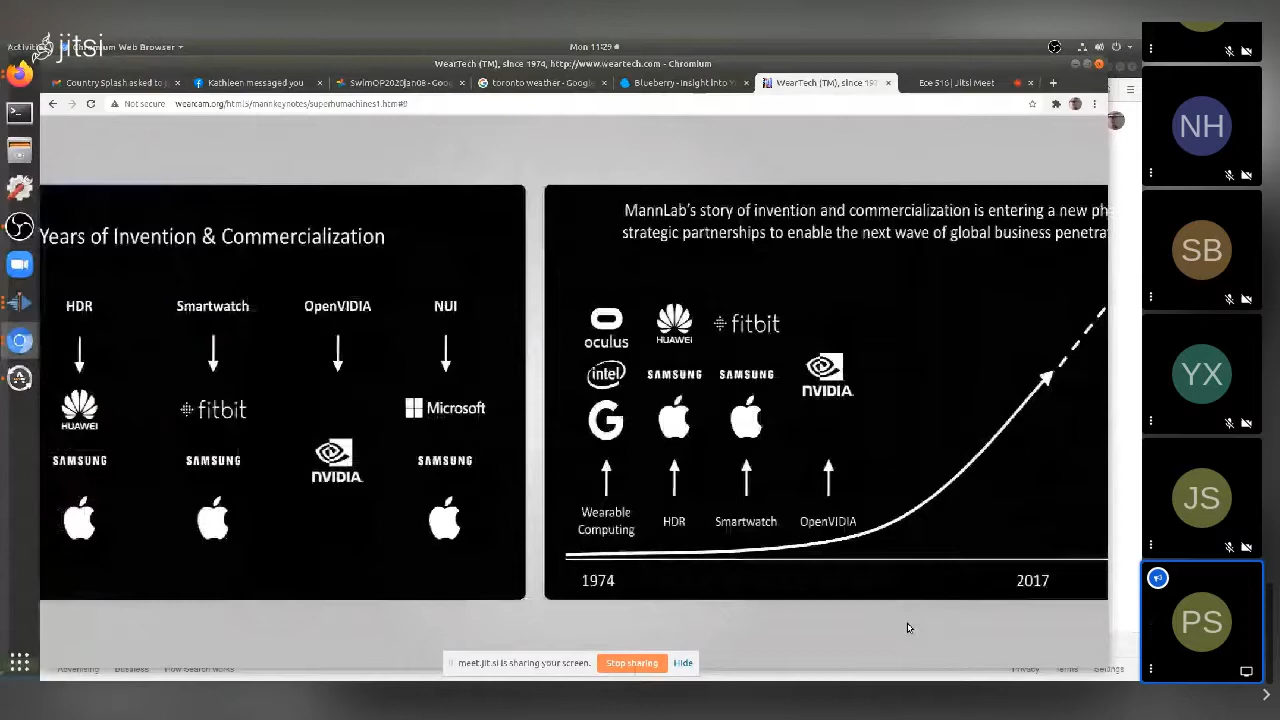 jitsi
Chromium Web Browser
Mon 11:29
WearTech (TM), since 1974, http://www.weartech.com - Chromium
Country Splash asked to j
Kathleen messaged you
SwimOP2020Jan08 - Goo
toronto weather - Google
Blueberry - Insight Into Yo
WearTech (TM), since 197
Ece 516 | Jitsi Meet
Not secure
wearcam.org/html5/mannkeynotes/superhumachines1.htm#9
Years of Invention & Commercialization
HDR
Smartwatch
OpenVIDIA
NUI
HUAWEI
fitbit
Microsoft
SAMSUNG
SAMSUNG
NVIDIA.
SAMSUNG
MannLab's story of invention and commercialization is entering a new ph
strategic partnerships to enable the next wave of global business penetra
oculus
HUAWEI
fitbit
intel
SAMSUNG
SAMSUNG
NVIDIA.
G
Wearable
Computing
HDR
Smartwatch
OpenVIDIA
1974
2017
meet.jit.si is sharing your screen.
Stop sharing
Hide
Advertising
Business
How Search works
Privacy
Terms
Settings
NH
SB
YX
JS
PS